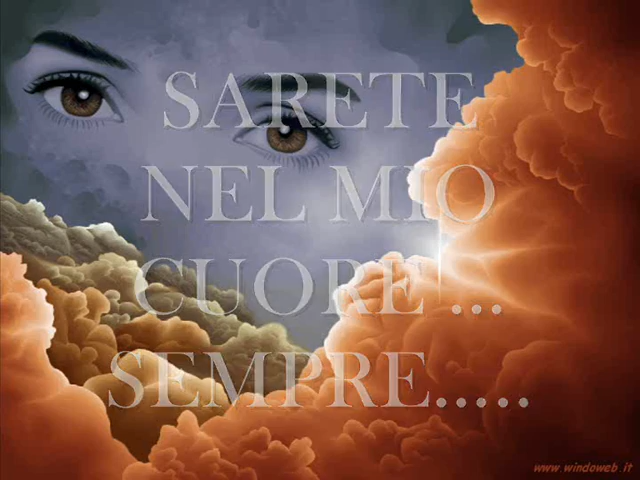 SARETE
NEL MIO
CUORE ...
SEMPRE.....
www.windoweb.it